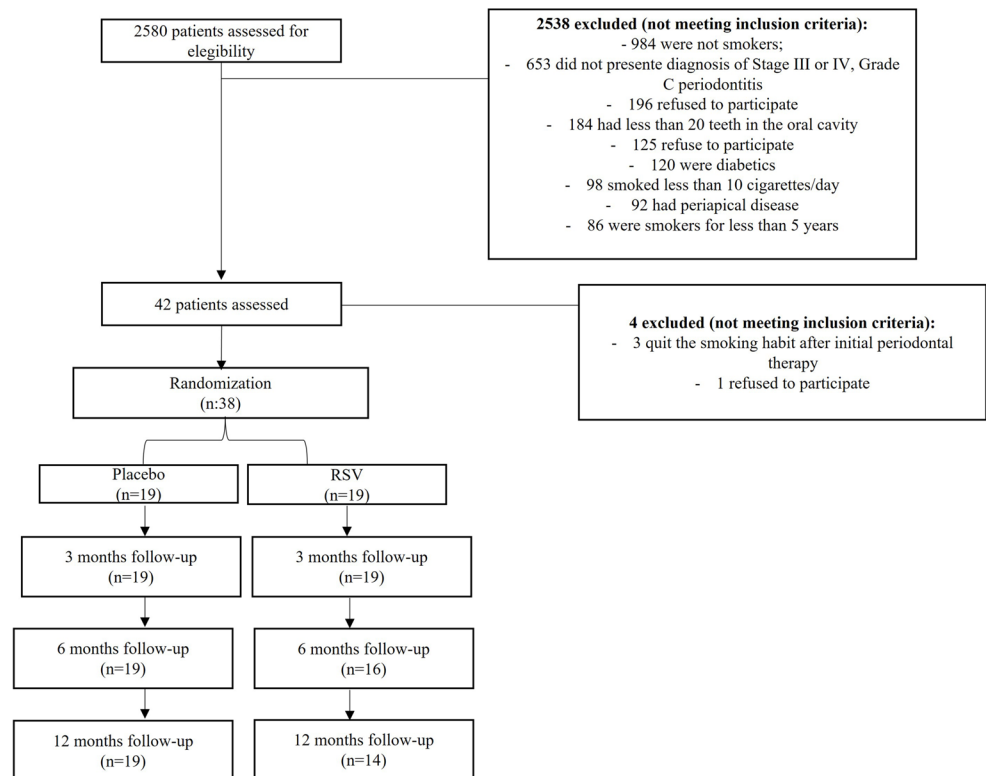 2580 patients assessed for
elegibility
2538 excluded (not meeting inclusion criteria):
- 984 were not smokers;
- 653 did not presente diagnosis of Stage III or IV, Grade
C periodontitis
- 196 refused to participate
- 184 had less than 20 teeth in the oral cavity
- 125 refuse to participate
- 120 were diabetics
- 98 smoked less than 10 cigarettes/day
- 92 had periapical disease
- 86 were smokers for less than 5 years
42 patients assessed
4 excluded (not meeting inclusion criteria):
- 3 quit the smoking habit after initial periodontal
therapy
- 1 refused to participate
Randomization
(n:38)
Placebo
(n=19)
RSV
(n=19)
3 months follow-up
(n=19)
3 months follow-up
(n=19)
6 months follow-up
(n=19)
6 months follow-up
(n=16)
12 months follow-up
(n=19)
12 months follow-up
(n=14)